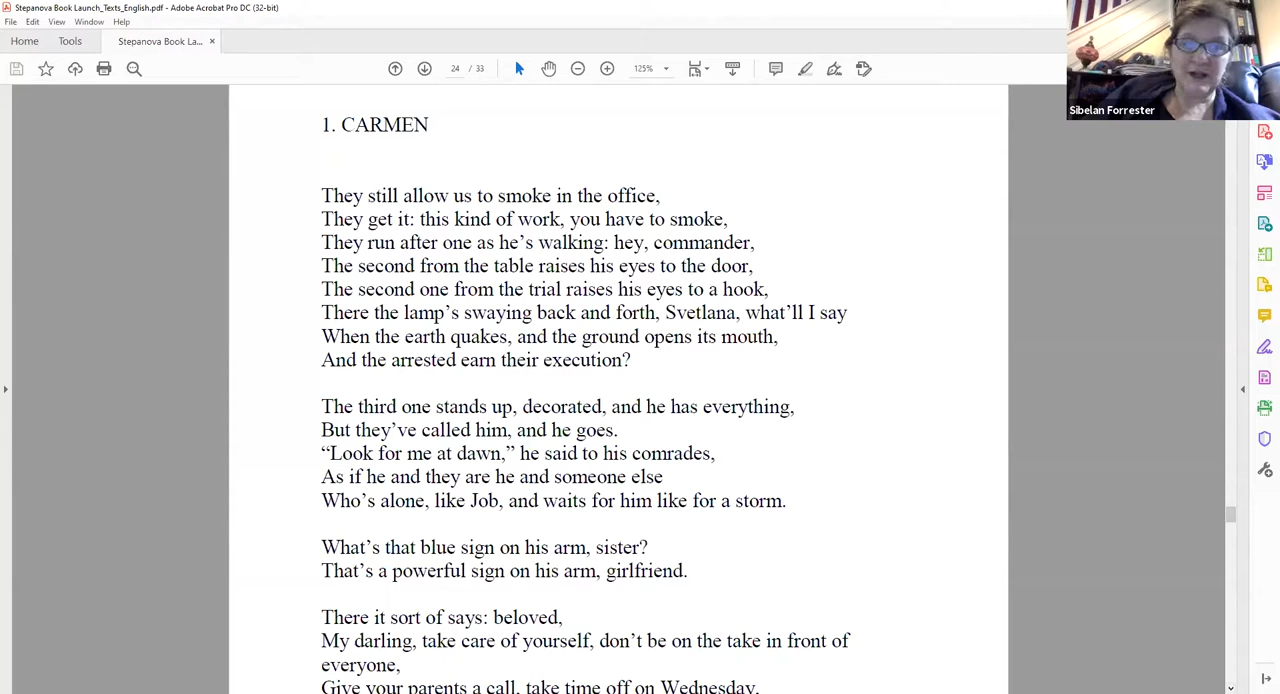 Stepanova Book Launch_Texts_English.pdf - Adobe Acrobat Pro DC (32-bit)
File Edit View Window Help
Home Tools Stepanova Book La... ×
24 / 33 125%
Sibelan Forrester
1. CARMEN
They still allow us to smoke in the office,
They get it: this kind of work, you have to smoke,
They run after one as he’s walking: hey, commander,
The second from the table raises his eyes to the door,
The second one from the trial raises his eyes to a hook,
There the lamp’s swaying back and forth, Svetlana, what’ll I say
When the earth quakes, and the ground opens its mouth,
And the arrested earn their execution?
The third one stands up, decorated, and he has everything,
But they’ve called him, and he goes.
“Look for me at dawn,” he said to his comrades,
As if he and they are he and someone else
Who’s alone, like Job, and waits for him like for a storm.
What’s that blue sign on his arm, sister?
That’s a powerful sign on his arm, girlfriend.
There it sort of says: beloved,
My darling, take care of yourself, don’t be on the take in front of
everyone,
Give your parents a call, take time off on Wednesday,